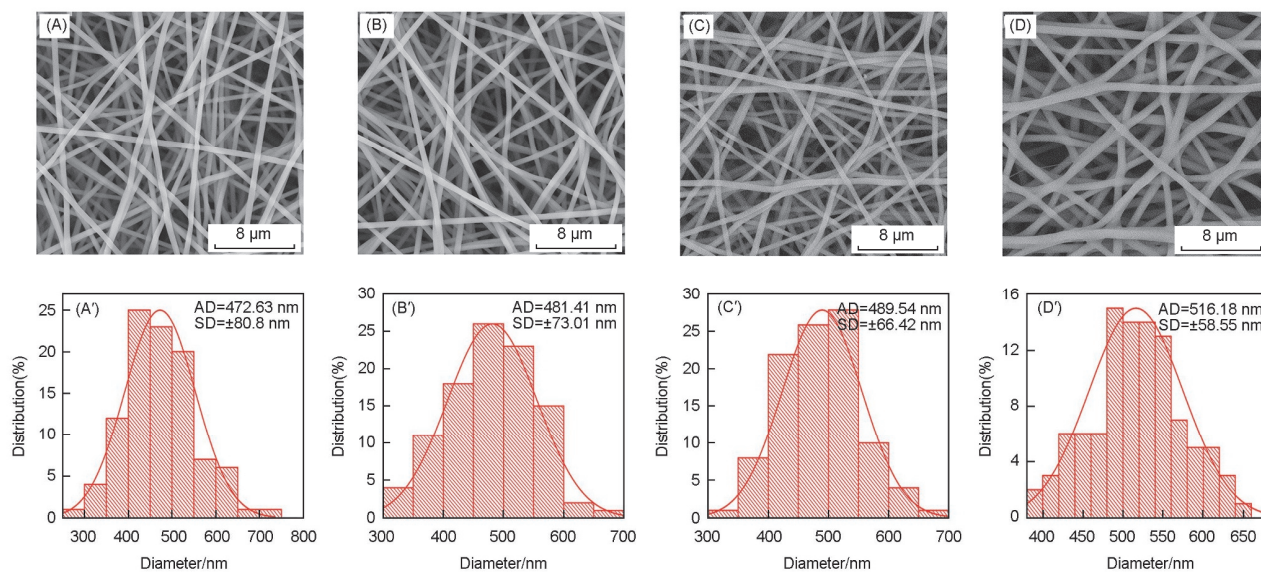 (A)
8 μm
(B)
8 μm
(C)
8 μm
(D)
8 μm
(A′)
AD=472.63 nm
SD=±80.8 nm
Distribution(%)
25
20
15
10
5
0
300 400 500 600 700 800
Diameter/nm
(B′)
AD=481.41 nm
SD=±73.01 nm
Distribution(%)
30
25
20
15
10
5
0
300 400 500 600 700
Diameter/nm
(C′)
AD=489.54 nm
SD=±66.42 nm
Distribution(%)
30
25
20
15
10
5
0
300 400 500 600 700
Diameter/nm
(D′)
AD=516.18 nm
SD=±58.55 nm
Distribution(%)
16
12
8
4
0
400 450 500 550 600 650
Diameter/nm